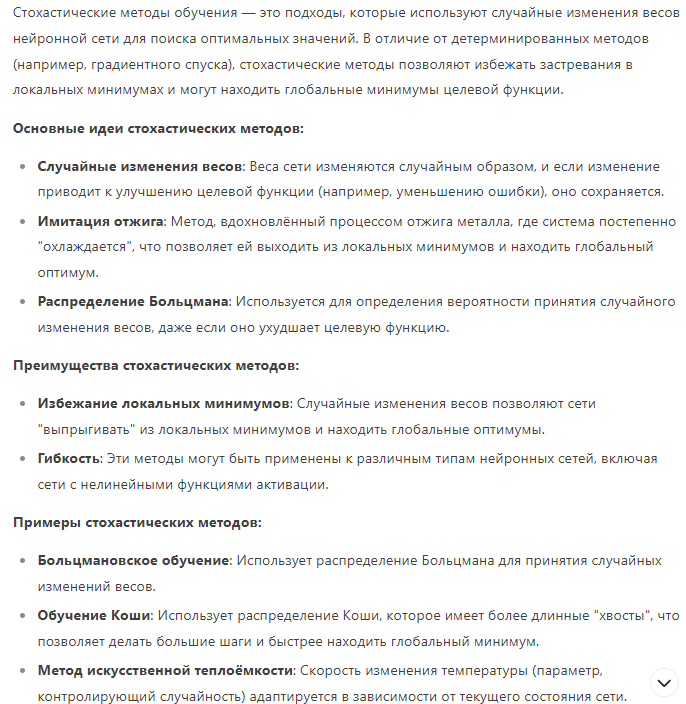 Стохастические методы обучения — это подходы, которые используют случайные изменения весов
нейронной сети для поиска оптимальных значений. В отличие от детерминированных методов
(например, градиентного спуска), стохастические методы позволяют избежать застревания в
локальных минимумах и могут находить глобальные минимумы целевой функции.
Основные идеи стохастических методов:
• Случайные изменения весов: Веса сети изменяются случайным образом, и если изменение
приводит к улучшению целевой функции (например, уменьшению ошибки), оно сохраняется.
• Имитация отжига: Метод, вдохновлённый процессом отжига металла, где система постепенно
"охлаждается", что позволяет ей выходить из локальных минимумов и находить глобальный
оптимум.
• Распределение Больцмана: Используется для определения вероятности принятия случайного
изменения весов, даже если оно ухудшает целевую функцию.
Преимущества стохастических методов:
• Избежание локальных минимумов: Случайные изменения весов позволяют сети
"выпрыгивать" из локальных минимумов и находить глобальные оптимумы.
• Гибкость: Эти методы могут быть применены к различным типам нейронных сетей, включая
сети с нелинейными функциями активации.
Примеры стохастических методов:
• Больцмановское обучение: Использует распределение Больцмана для принятия случайных
изменений весов.
• Обучение Коши: Использует распределение Коши, которое имеет более длинные "хвосты", что
позволяет делать большие шаги и быстрее находить глобальный минимум.
• Метод искусственной теплоёмкости: Скорость изменения температуры (параметр,
контролирующий случайность) адаптируется в зависимости от текущего состояния сети.